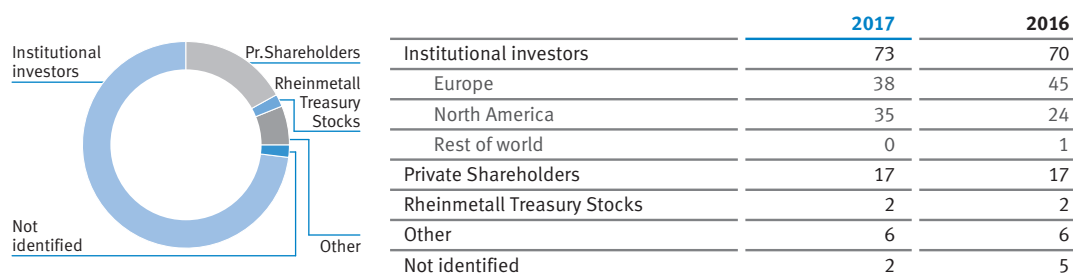 Institutional
investors
Pr.Shareholders
Rheinmetall
Treasury
Stocks
Not
identified
Other
2017 2016
Institutional investors 73 70
Europe 38 45
North America 35 24
Rest of world 0 1
Private Shareholders 17 17
Rheinmetall Treasury Stocks 2 2
Other 6 6
Not identified 2 5